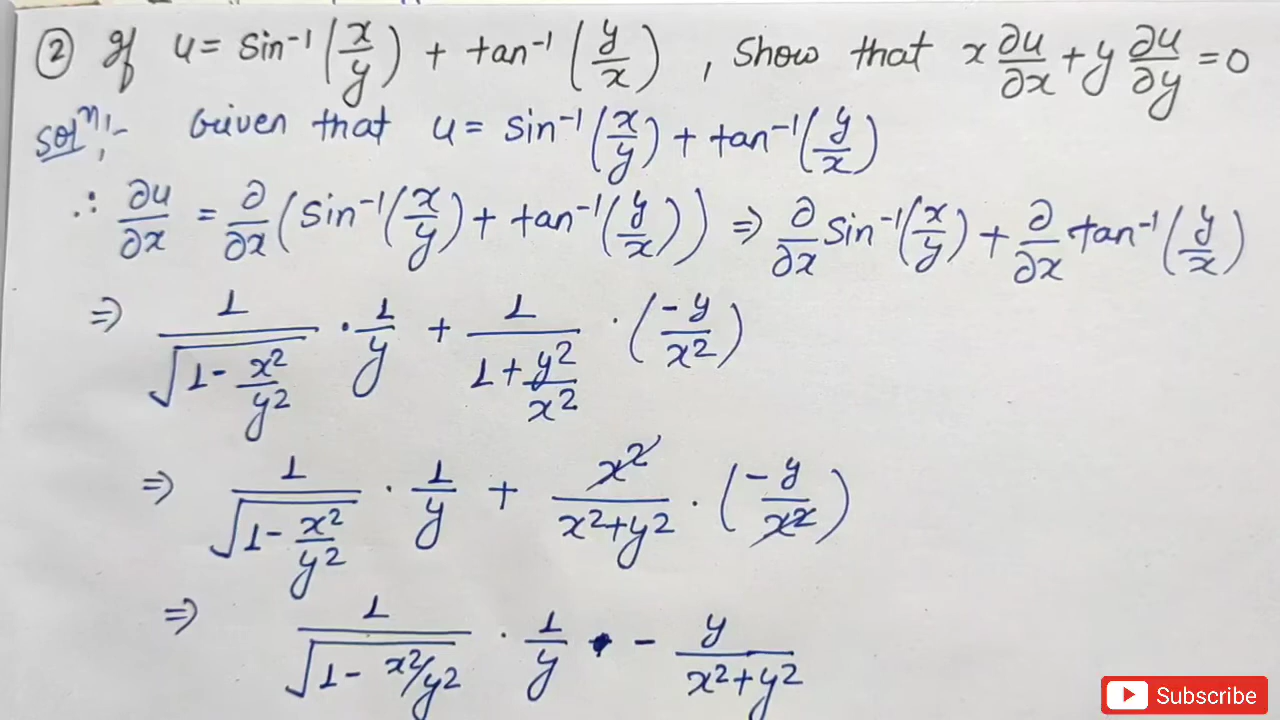 ② If u = sin⁻¹(x/y) + tan⁻¹(y/x), Show that x ∂u/∂x + y ∂u/∂y = 0
Solⁿ:- Given that u = sin⁻¹(x/y) + tan⁻¹(y/x)
∴ ∂u/∂x = ∂/∂x (sin⁻¹(x/y) + tan⁻¹(y/x)) ⇒ ∂/∂x sin⁻¹(x/y) + ∂/∂x tan⁻¹(y/x)
⇒ 1/√(1 - x²/y²) · 1/y + 1/(1 + y²/x²) · (-y/x²)
⇒ 1/√(1 - x²/y²) · 1/y + x²/(x²+y²) · (-y/x²)
⇒ 1/√(1 - x²/y²) · 1/y - y/(x²+y²)
Subscribe